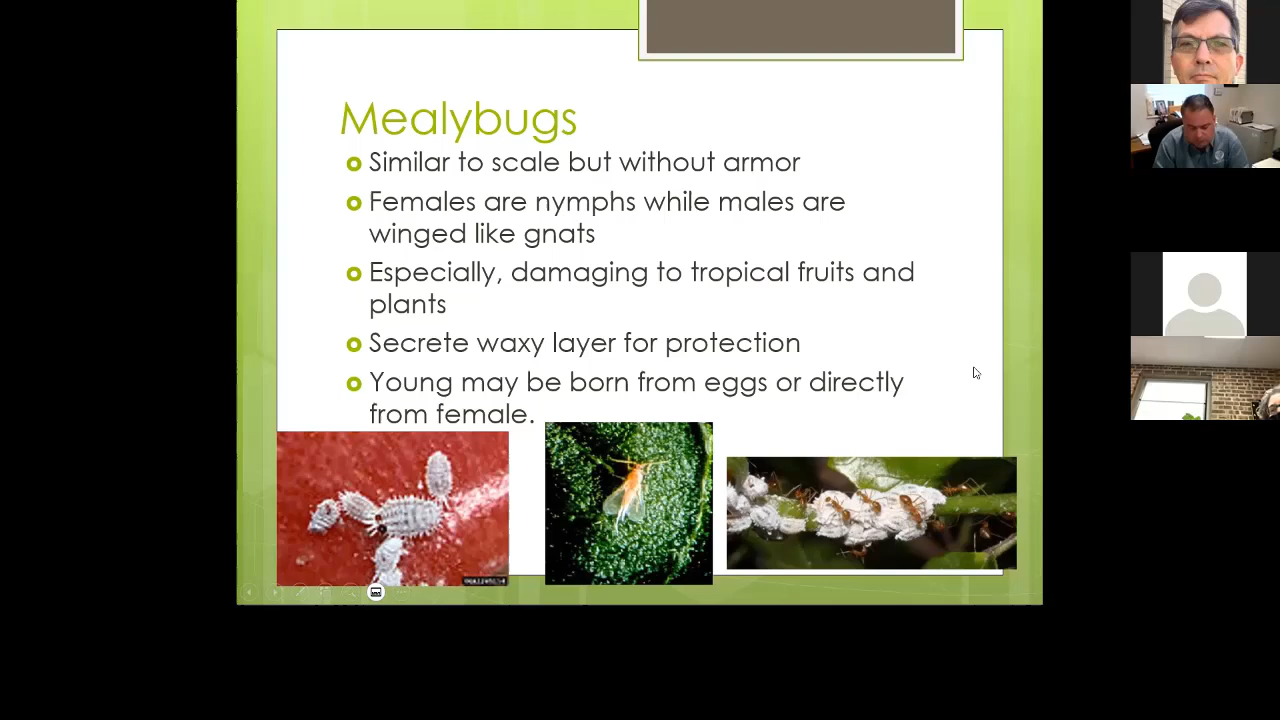 Mealybugs
Similar to scale but without armor
Females are nymphs while males are
winged like gnats
Especially, damaging to tropical fruits and
plants
Secrete waxy layer for protection
Young may be born from eggs or directly
from female.